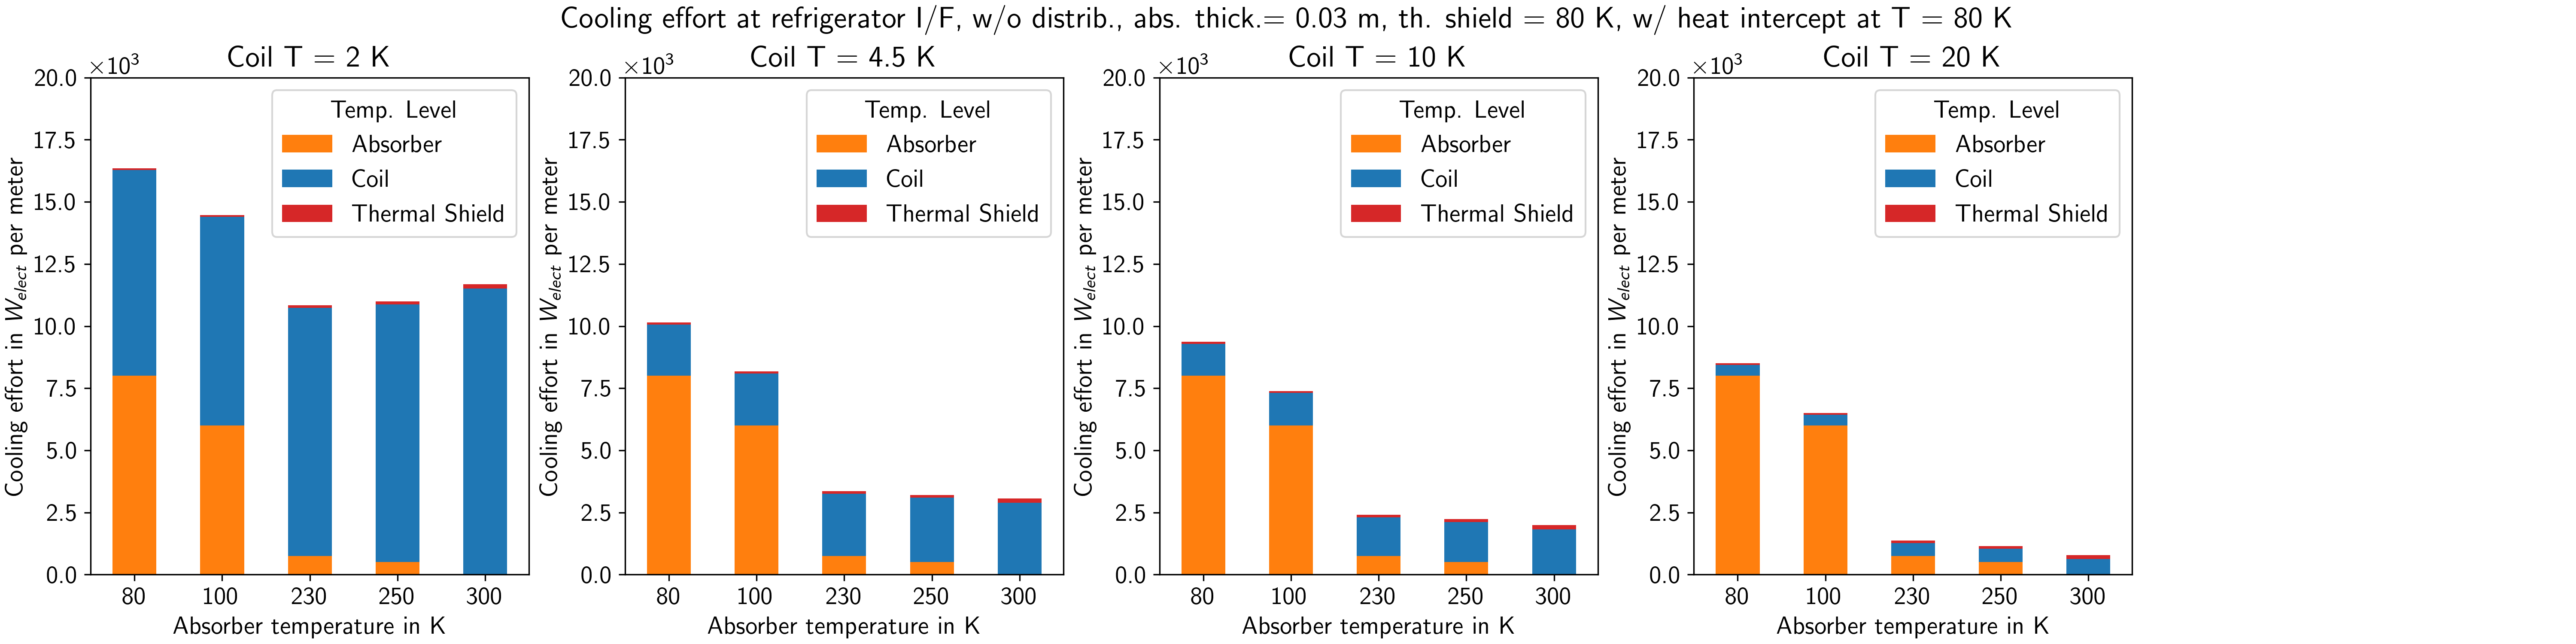 Cooling effort at refrigerator I/F, w/o distrib., abs. thick.= 0.03 m, th. shield = 80 K, w/ heat intercept at T = 80 K
Coil T = 2 K
×10³
20.0
17.5
15.0
12.5
10.0
7.5
5.0
2.5
0.0
Cooling effort in W_elect per meter
Temp. Level
Absorber
Coil
Thermal Shield
80 100 230 250 300
Absorber temperature in K
Coil T = 4.5 K
×10³
20.0
17.5
15.0
12.5
10.0
7.5
5.0
2.5
0.0
Cooling effort in W_elect per meter
Temp. Level
Absorber
Coil
Thermal Shield
80 100 230 250 300
Absorber temperature in K
Coil T = 10 K
×10³
20.0
17.5
15.0
12.5
10.0
7.5
5.0
2.5
0.0
Cooling effort in W_elect per meter
Temp. Level
Absorber
Coil
Thermal Shield
80 100 230 250 300
Absorber temperature in K
Coil T = 20 K
×10³
20.0
17.5
15.0
12.5
10.0
7.5
5.0
2.5
0.0
Cooling effort in W_elect per meter
Temp. Level
Absorber
Coil
Thermal Shield
80 100 230 250 300
Absorber temperature in K